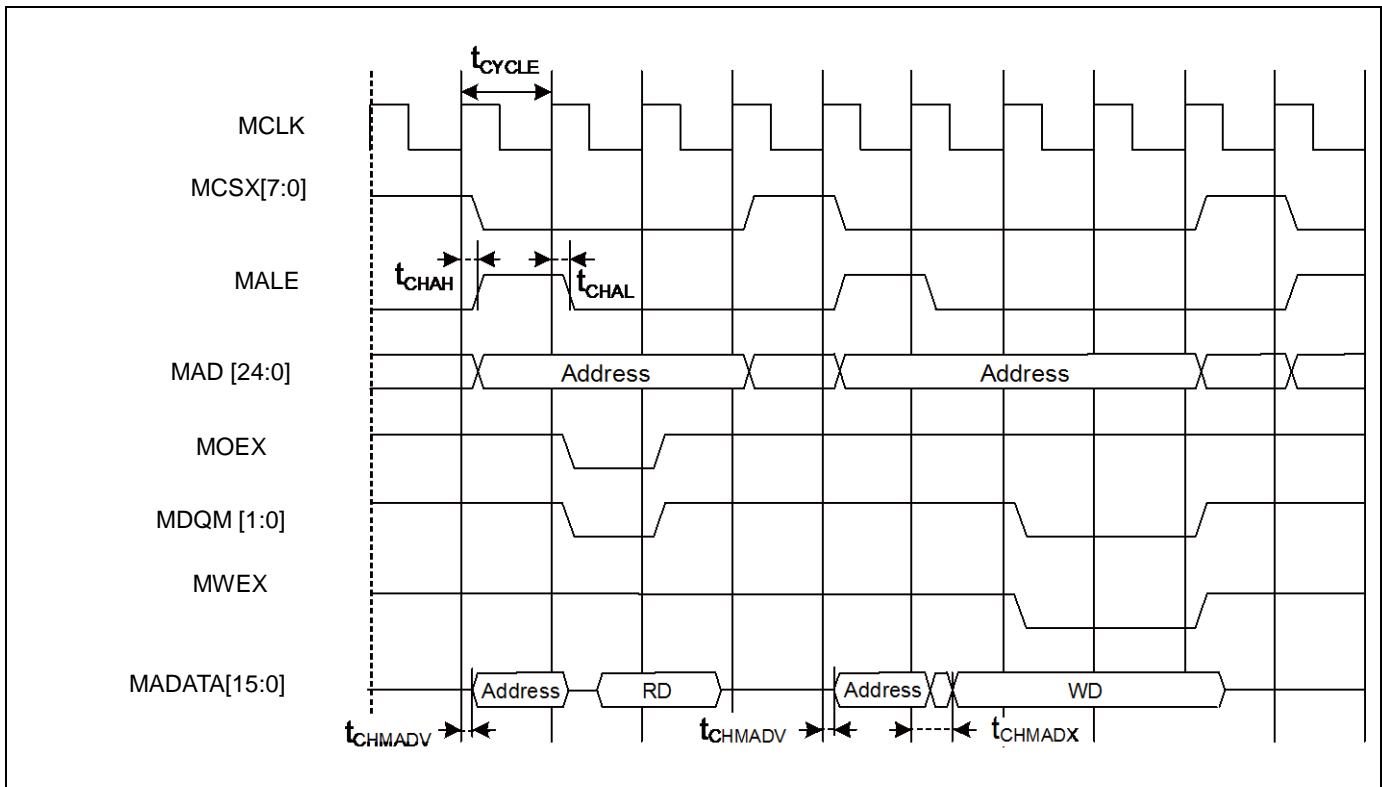 tCYCLE
MCLK
MCSX[7:0]
MALE
tCHAH
tCHAL
MAD [24:0]
Address
Address
MOEX
MDQM [1:0]
MWEX
MADATA[15:0]
Address
RD
Address
WD
tCHMADV
tCHMADV
tCHMADX